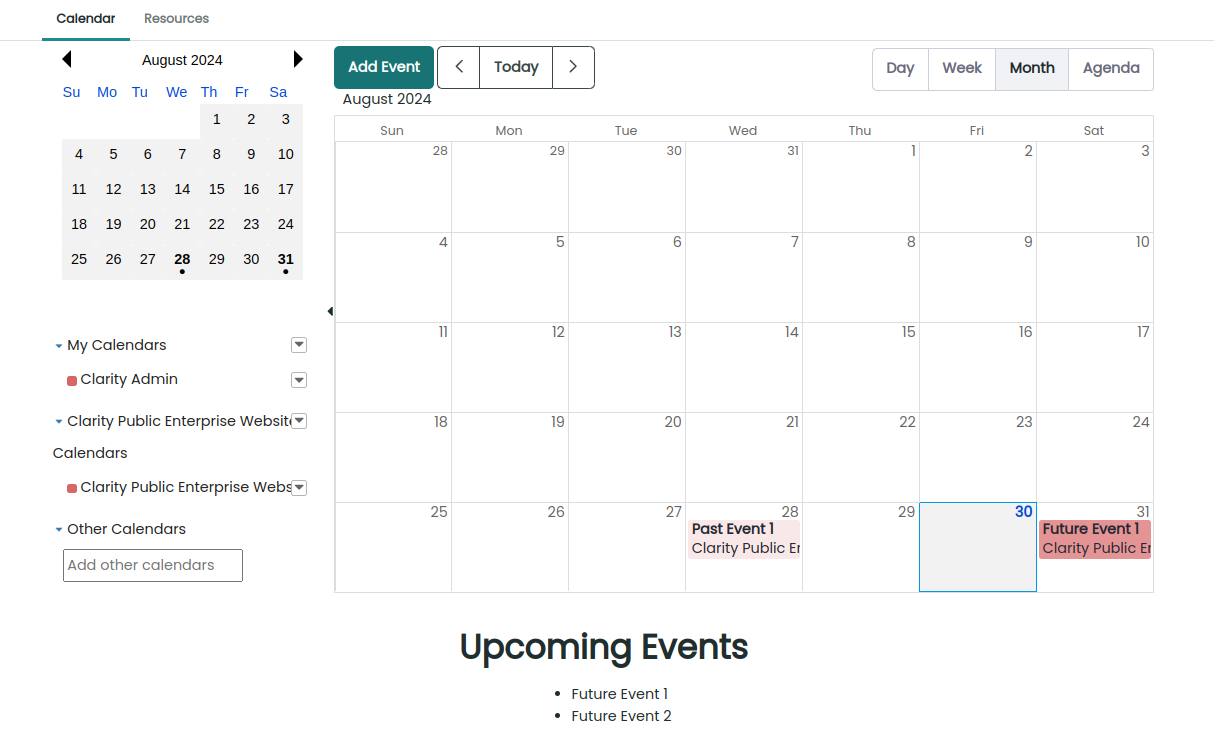 Calendar Resources
August 2024
Su Mo Tu We Th Fr Sa
1 2 3
4 5 6 7 8 9 10
11 12 13 14 15 16 17
18 19 20 21 22 23 24
25 26 27 28 29 30 31
My Calendars
Clarity Admin
Clarity Public Enterprise Website
Calendars
Clarity Public Enterprise Webs
Other Calendars
Add other calendars
Add Event Today Day Week Month Agenda
August 2024
Sun Mon Tue Wed Thu Fri Sat
28 29 30 31 1 2 3
4 5 6 7 8 9 10
11 12 13 14 15 16 17
18 19 20 21 22 23 24
25 26 27 28 29 30 31
Past Event 1 Future Event 1
Clarity Public Er Clarity Public Er
Upcoming Events
• Future Event 1
• Future Event 2